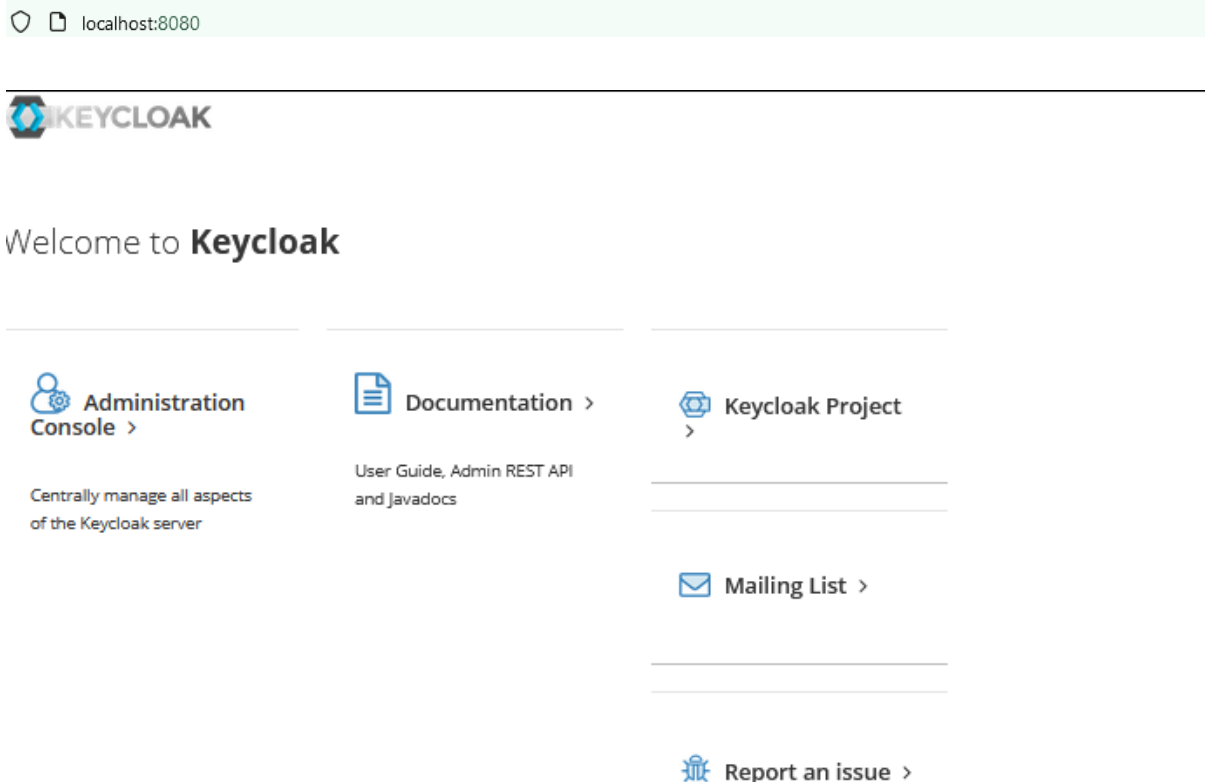 localhost:8080
KEYCLOAK
Welcome to Keycloak
Administration
Console >
Centrally manage all aspects
of the Keycloak server
Documentation >
User Guide, Admin REST API
and Javadocs
Keycloak Project
>
Mailing List >
Report an issue >